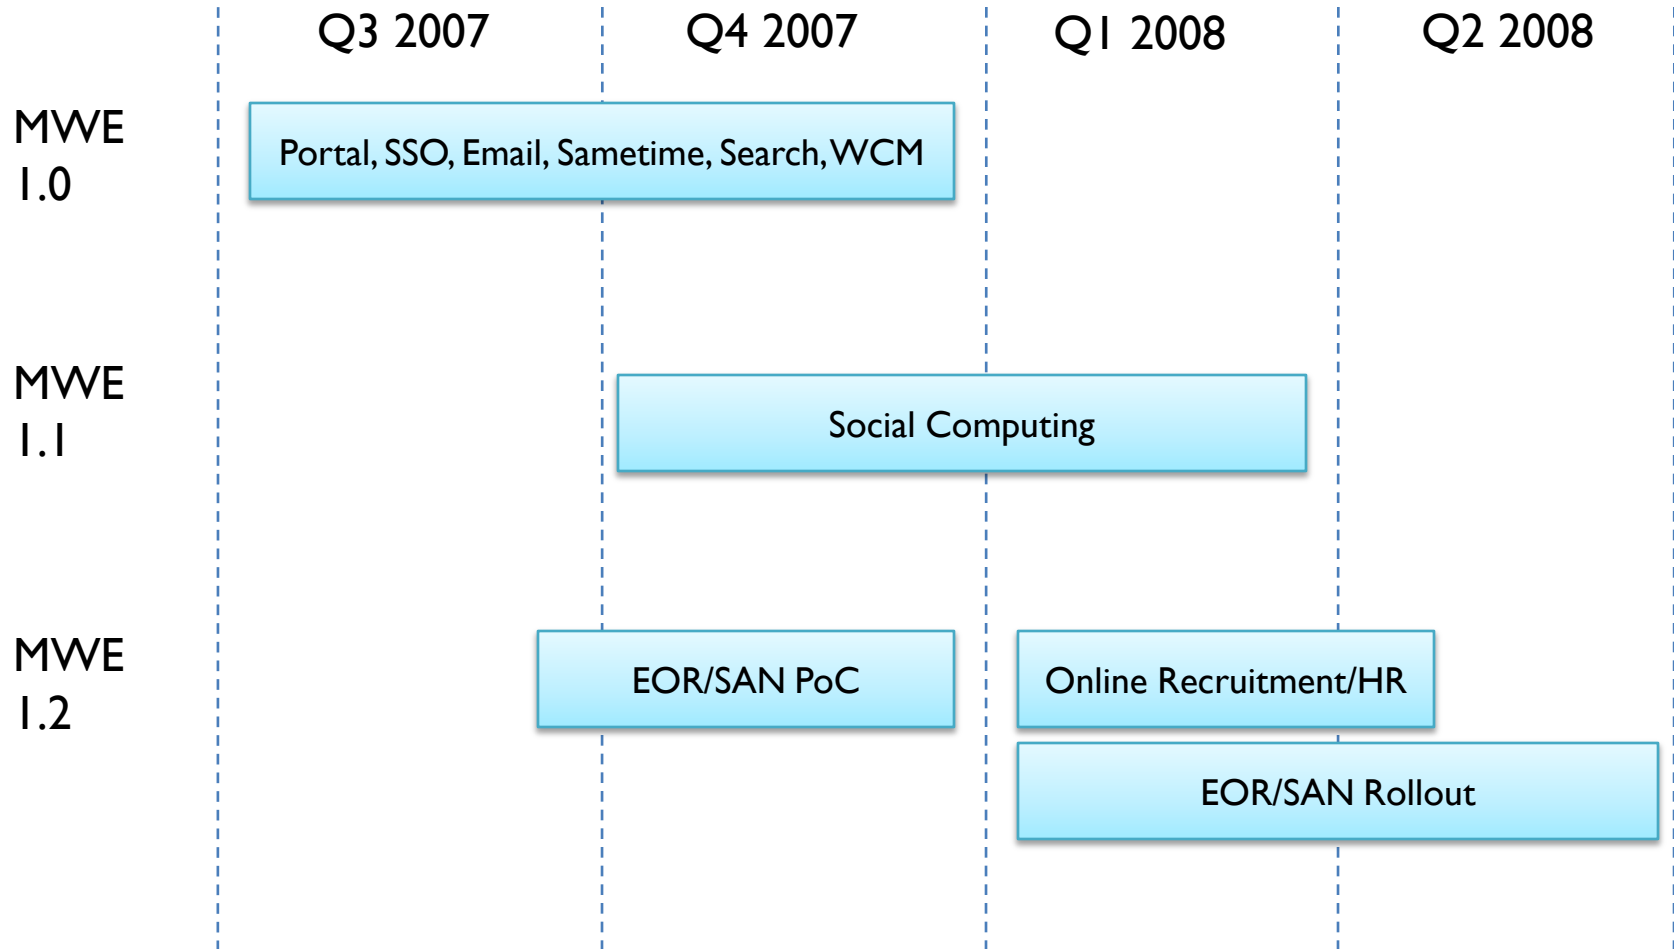 Q3 2007
Q4 2007
Q1 2008
Q2 2008
MWE
1.0
Portal, SSO, Email, Sametime, Search, WCM
MWE
1.1
Social Computing
MWE
1.2
EOR/SAN PoC
Online Recruitment/HR
EOR/SAN Rollout